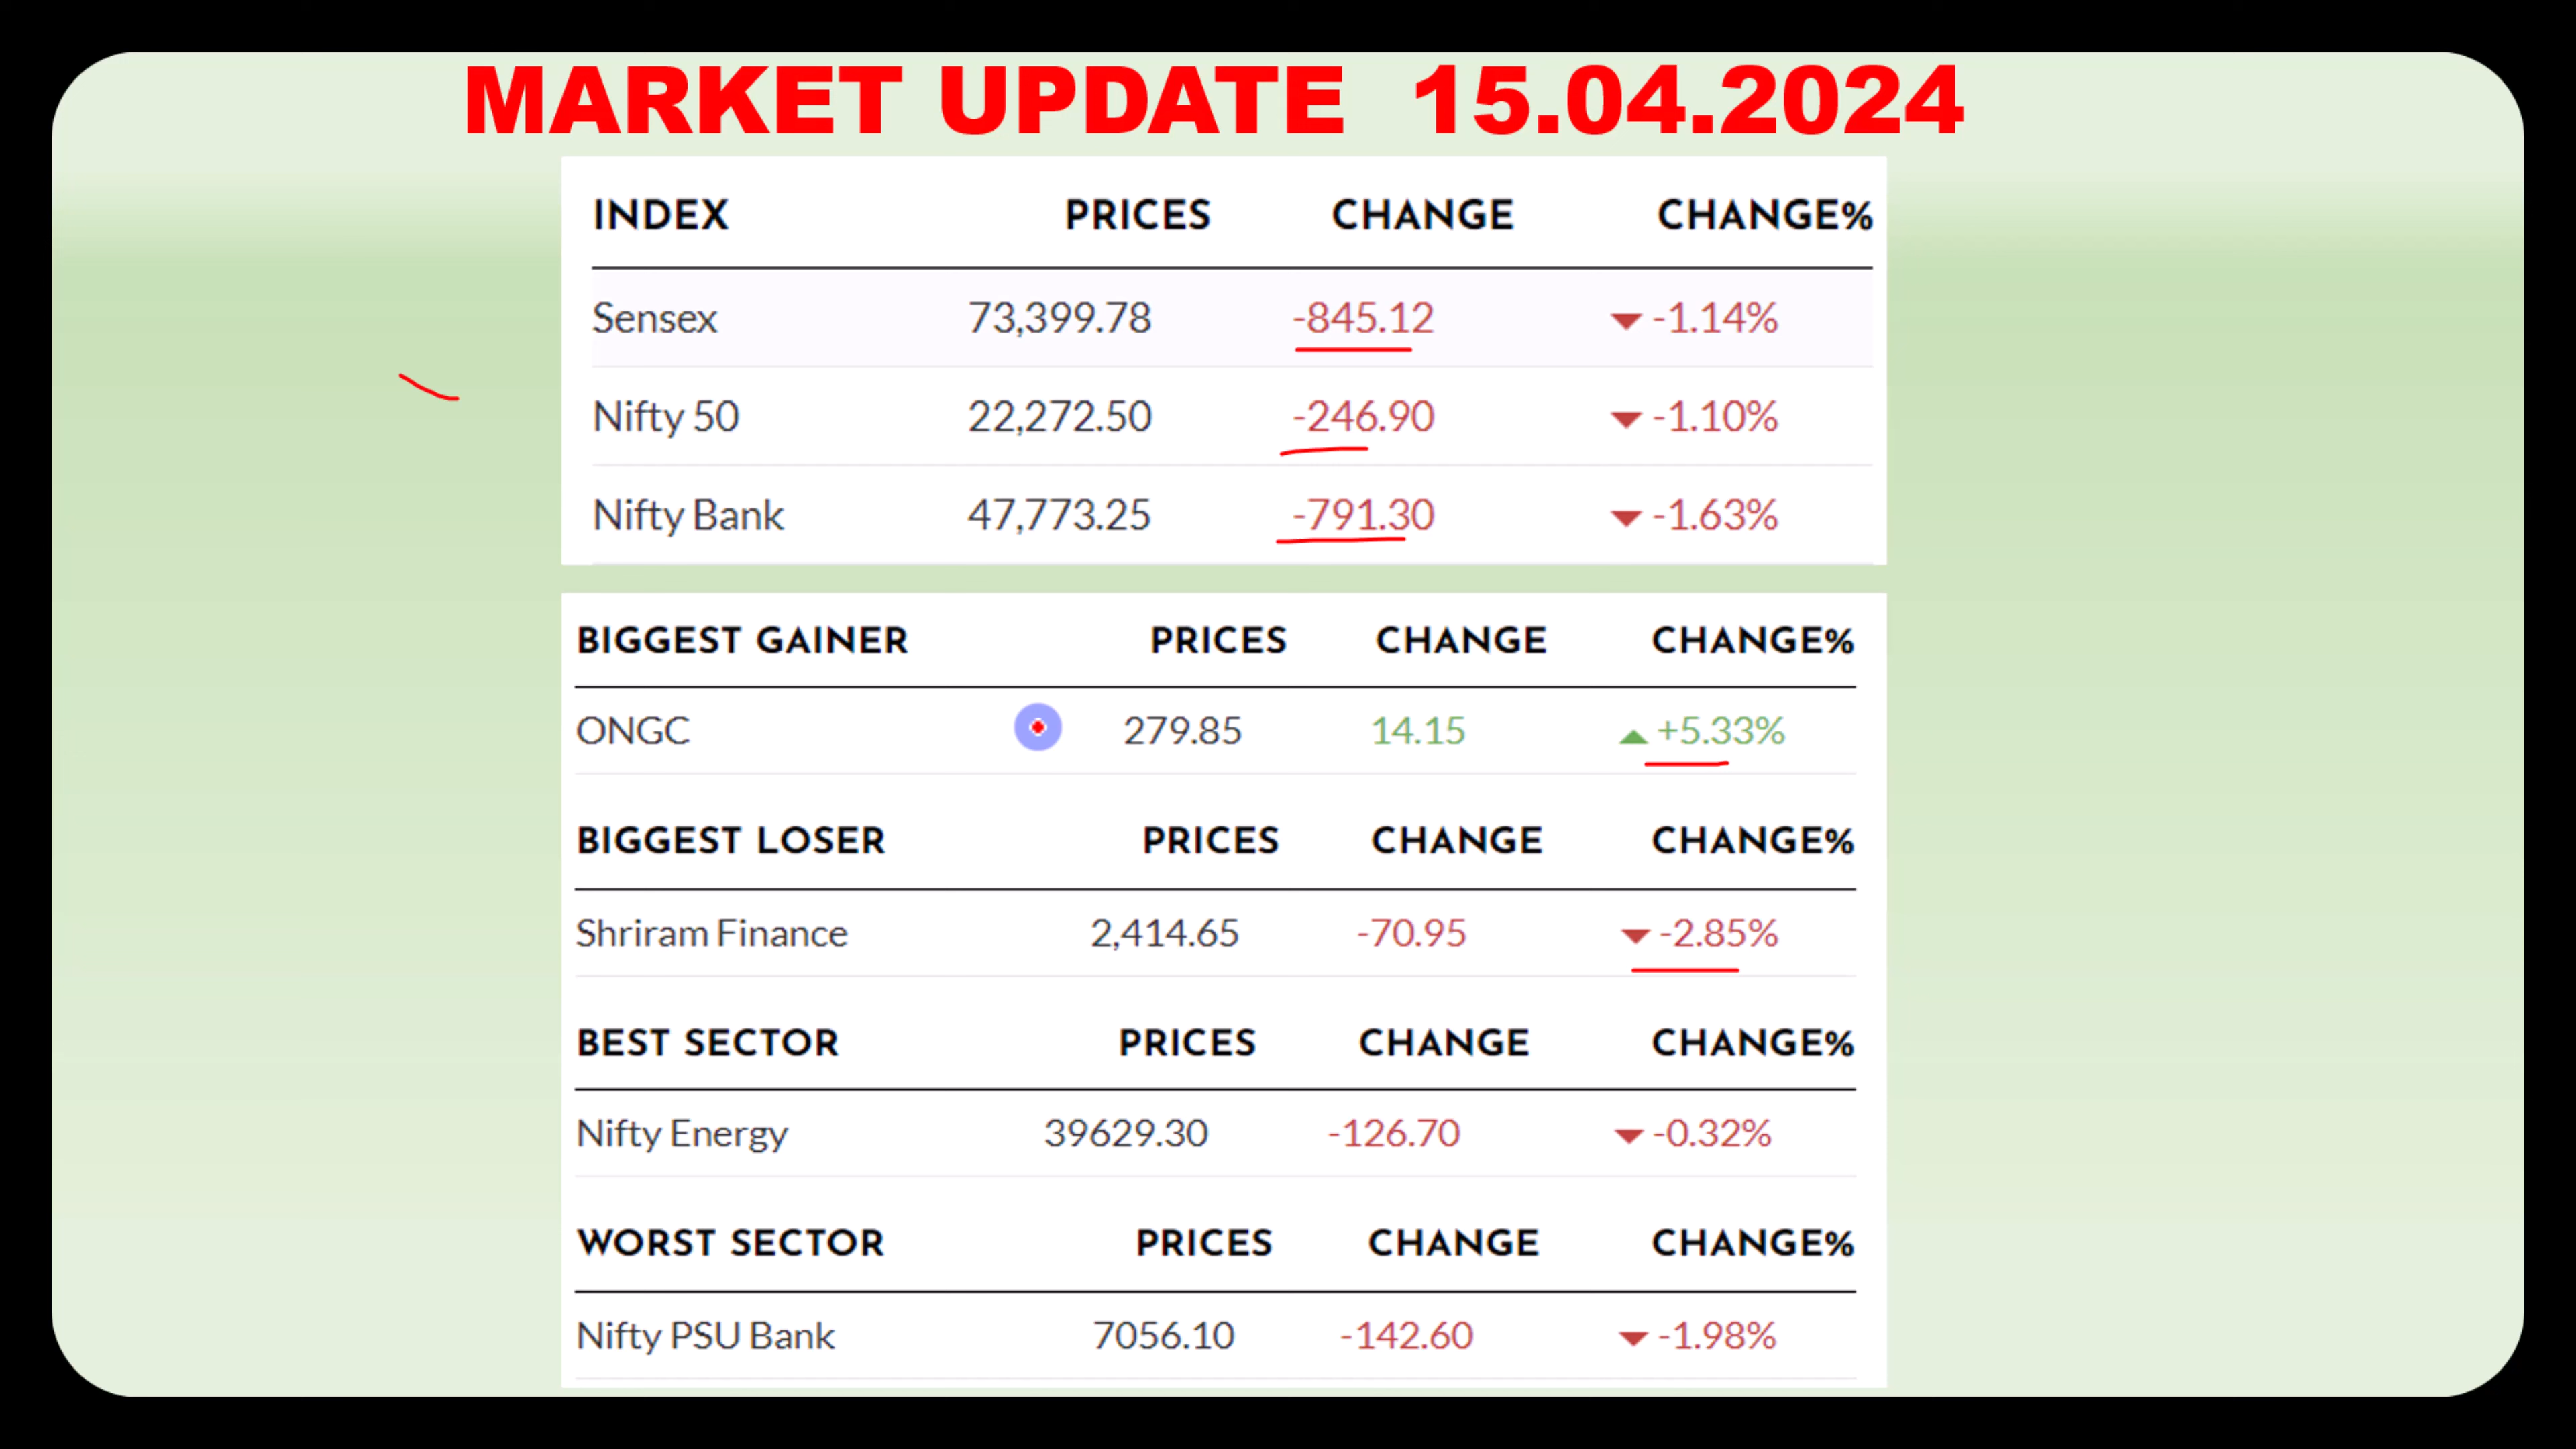 MARKET UPDATE 15.04.2024
INDEX PRICES CHANGE CHANGE%
Sensex 73,399.78 -845.12 -1.14%
Nifty 50 22,272.50 -246.90 -1.10%
Nifty Bank 47,773.25 -791.30 -1.63%
BIGGEST GAINER PRICES CHANGE CHANGE%
ONGC 279.85 14.15 +5.33%
BIGGEST LOSER PRICES CHANGE CHANGE%
Shriram Finance 2,414.65 -70.95 -2.85%
BEST SECTOR PRICES CHANGE CHANGE%
Nifty Energy 39629.30 -126.70 -0.32%
WORST SECTOR PRICES CHANGE CHANGE%
Nifty PSU Bank 7056.10 -142.60 -1.98%